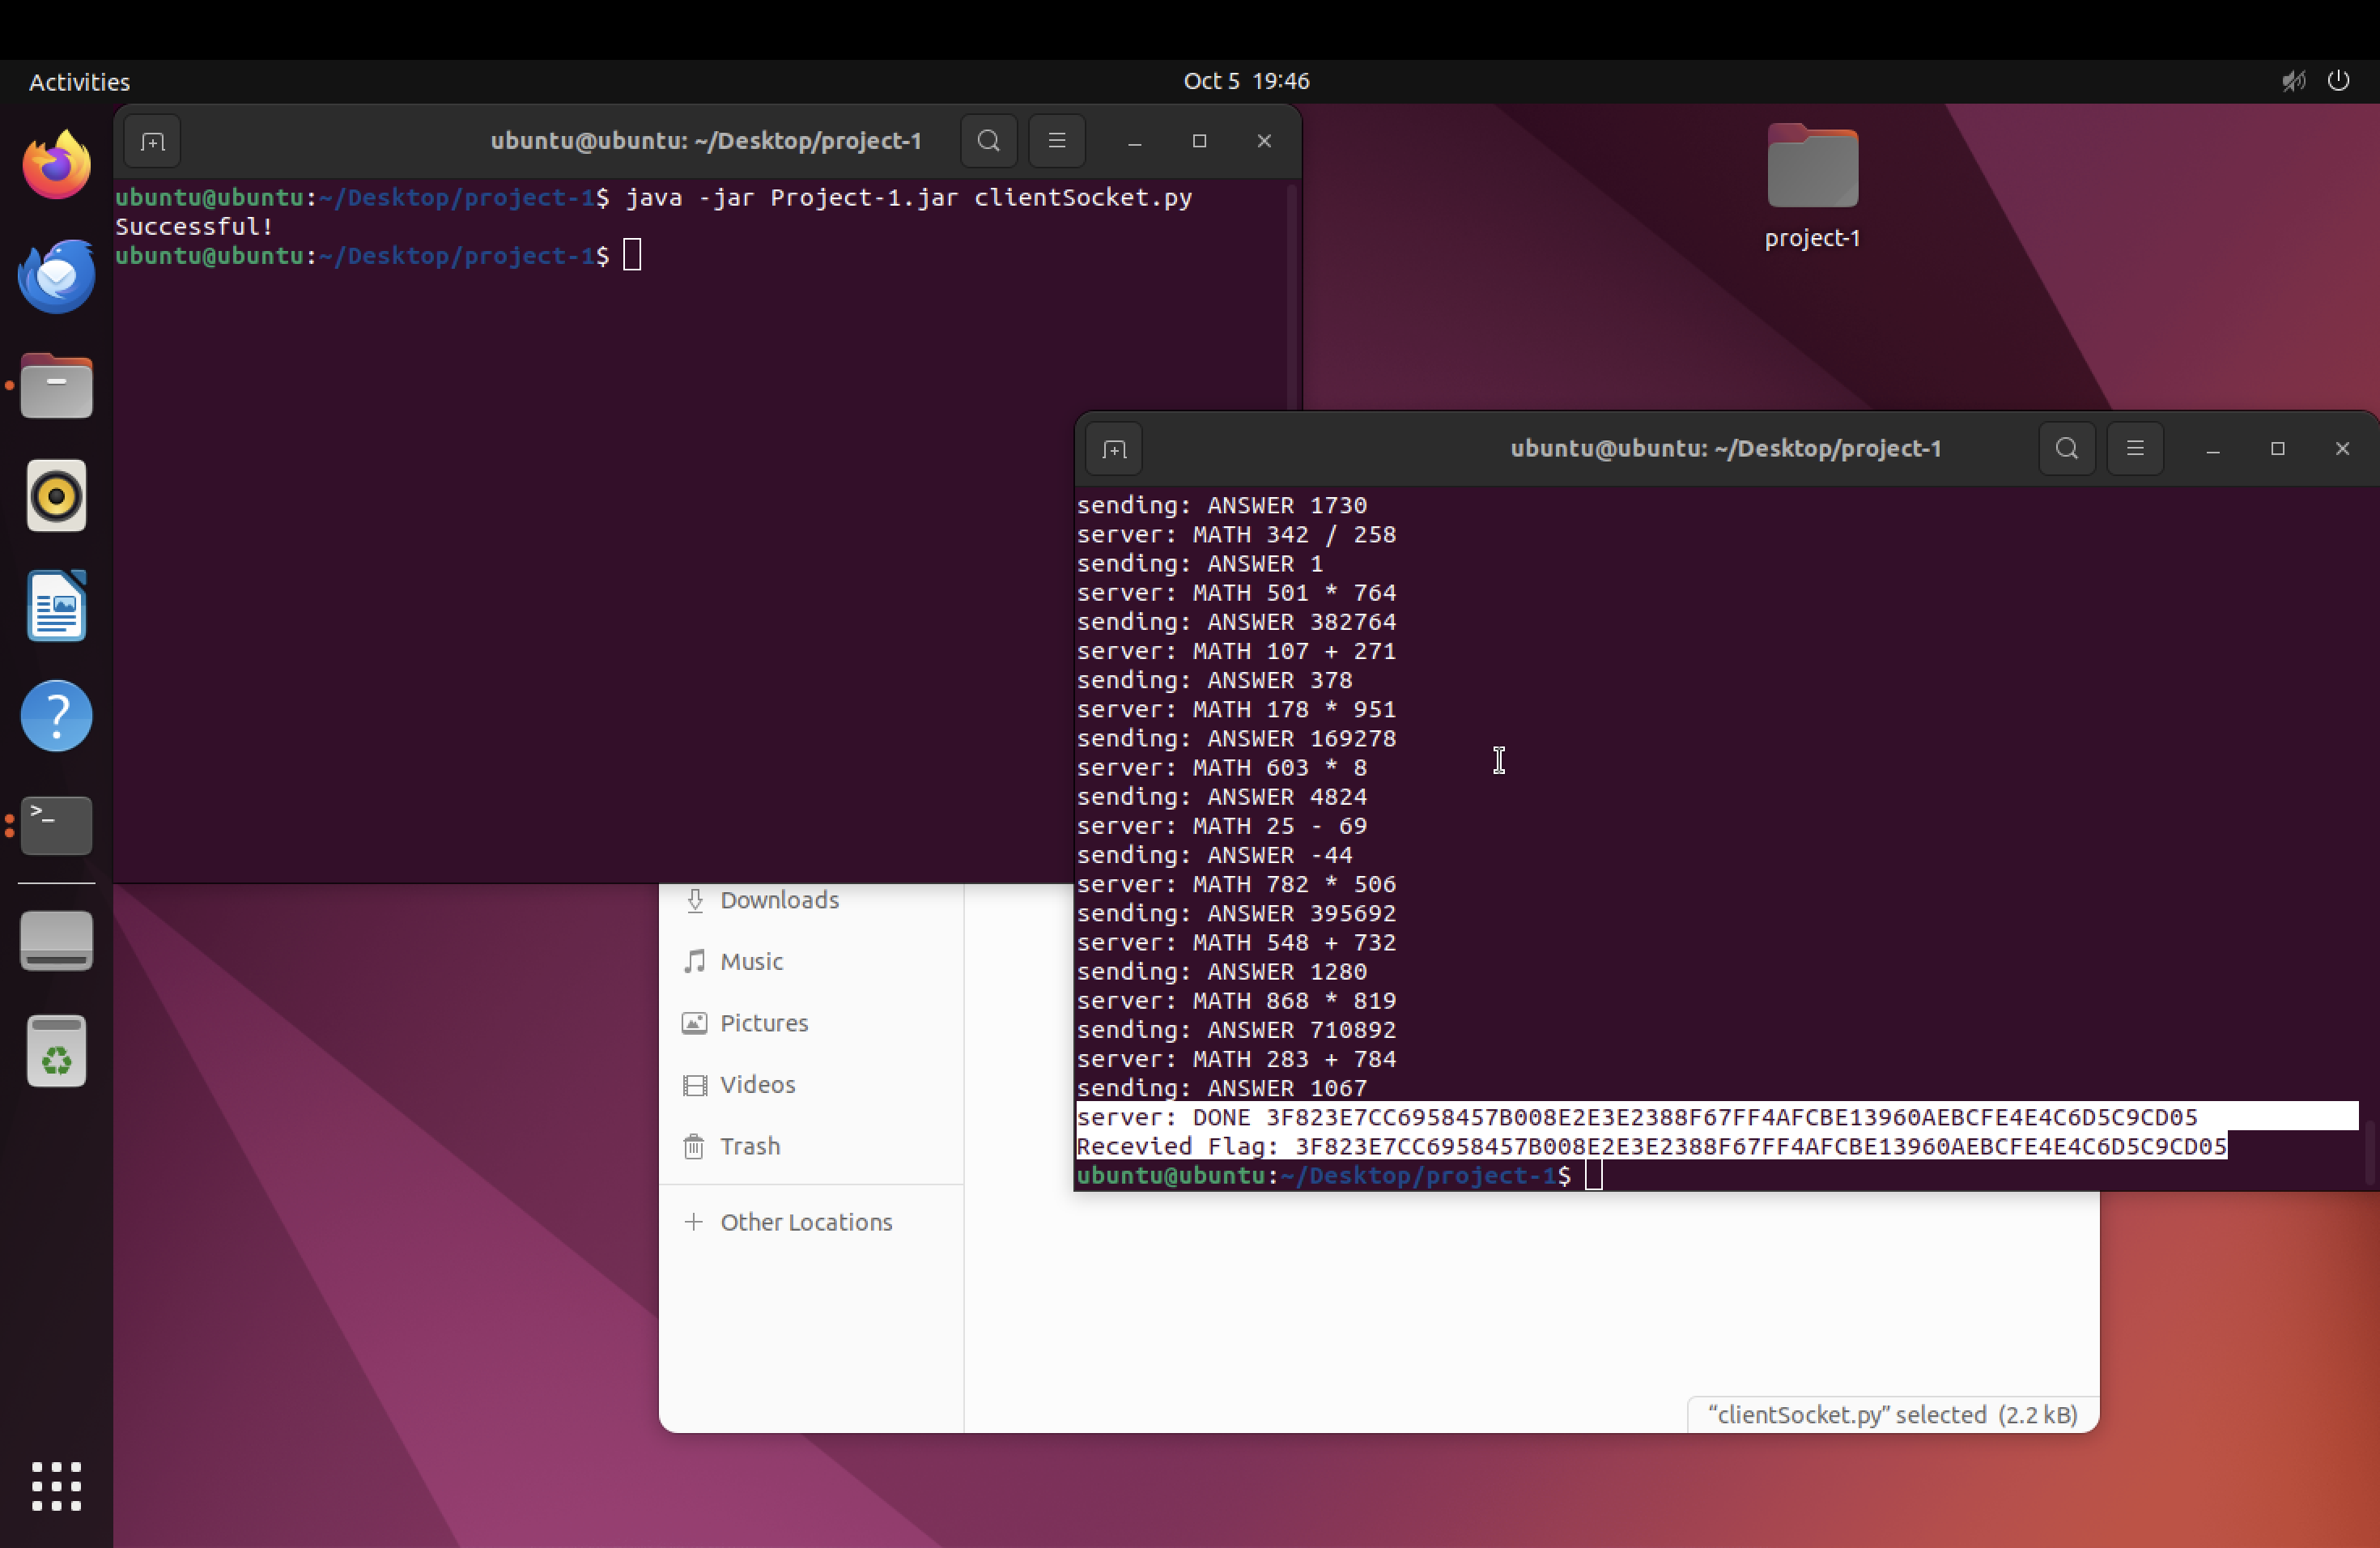 Activities
Oct 5 19:46
ubuntu@ubuntu: ~/Desktop/project-1
ubuntu@ubuntu:~/Desktop/project-1$ java -jar Project-1.jar clientSocket.py
Successful!
ubuntu@ubuntu:~/Desktop/project-1$
project-1
ubuntu@ubuntu: ~/Desktop/project-1
sending: ANSWER 1730
server: MATH 342 / 258
sending: ANSWER 1
server: MATH 501 * 764
sending: ANSWER 382764
server: MATH 107 + 271
sending: ANSWER 378
server: MATH 178 * 951
sending: ANSWER 169278
server: MATH 603 * 8
sending: ANSWER 4824
server: MATH 25 - 69
sending: ANSWER -44
server: MATH 782 * 506
sending: ANSWER 395692
server: MATH 548 + 732
sending: ANSWER 1280
server: MATH 868 * 819
sending: ANSWER 710892
server: MATH 283 + 784
sending: ANSWER 1067
server: DONE 3F823E7CC6958457B008E2E3E2388F67FF4AFCBE13960AEBCFE4E4C6D5C9CD05
Recevied Flag: 3F823E7CC6958457B008E2E3E2388F67FF4AFCBE13960AEBCFE4E4C6D5C9CD05
ubuntu@ubuntu:~/Desktop/project-1$
Downloads
Music
Pictures
Videos
Trash
Other Locations
“clientSocket.py” selected (2.2 kB)